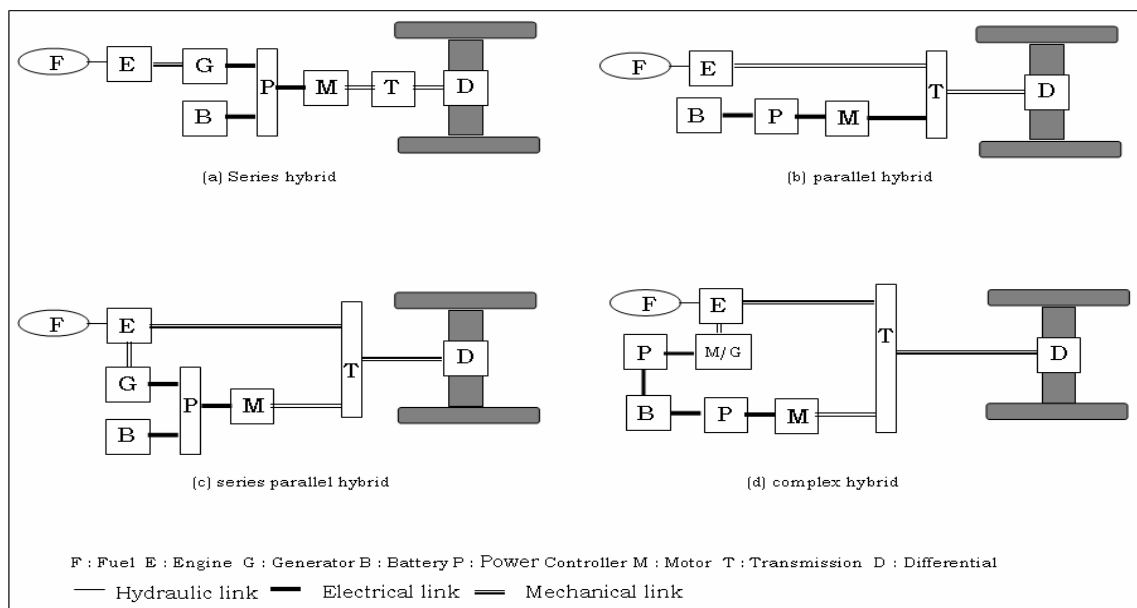 F E G P M T D
B
(a) Series hybrid
F E T D
B P M
(b) parallel hybrid
F E T D
G P M
B
(c) series parallel hybrid
F E T D
P M/G
B P M
(d) complex hybrid
F : Fuel E : Engine G : Generator B : Battery P : Power Controller M : Motor T : Transmission D : Differential
Hydraulic link Electrical link Mechanical link